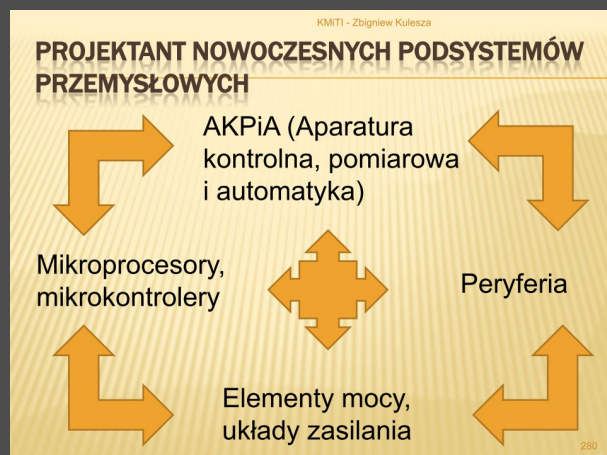 KMiTI - Zbigniew Kulesza
PROJEKTANT NOWOCZESNYCH PODSYSTEMÓW
PRZEMYSŁOWYCH
AKPiA (Aparatura
kontrolna, pomiarowa
i automatyka)
Mikroprocesory,
mikrokontrolery
Peryferia
Elementy mocy,
układy zasilania
280